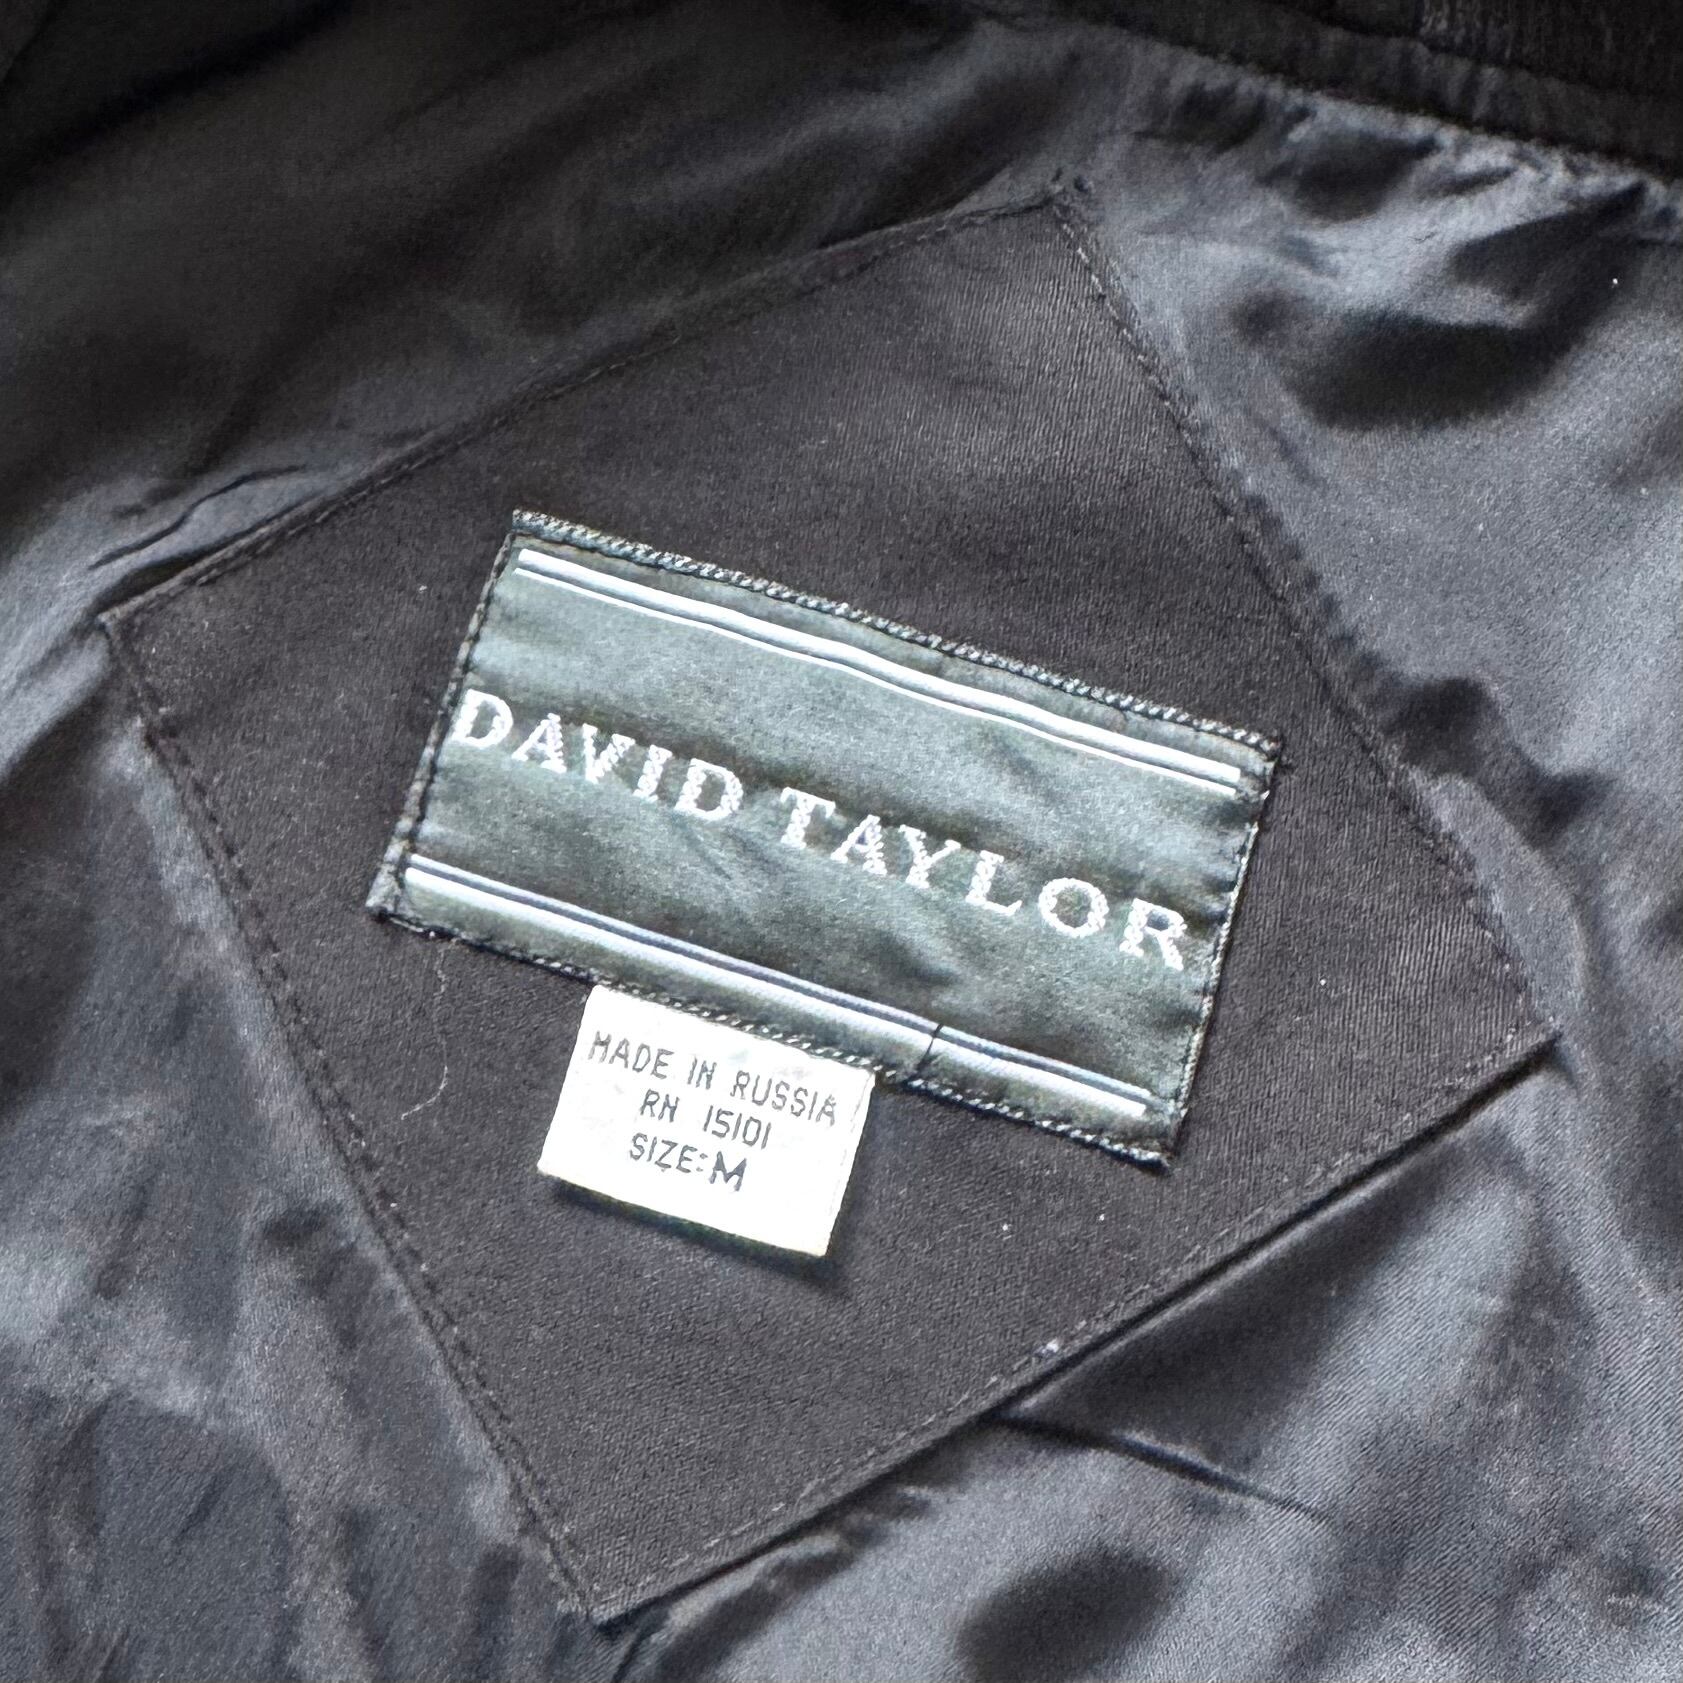 DAVID TAYLOR
MADE IN RUSSIA
RN 15101
SIZE: M